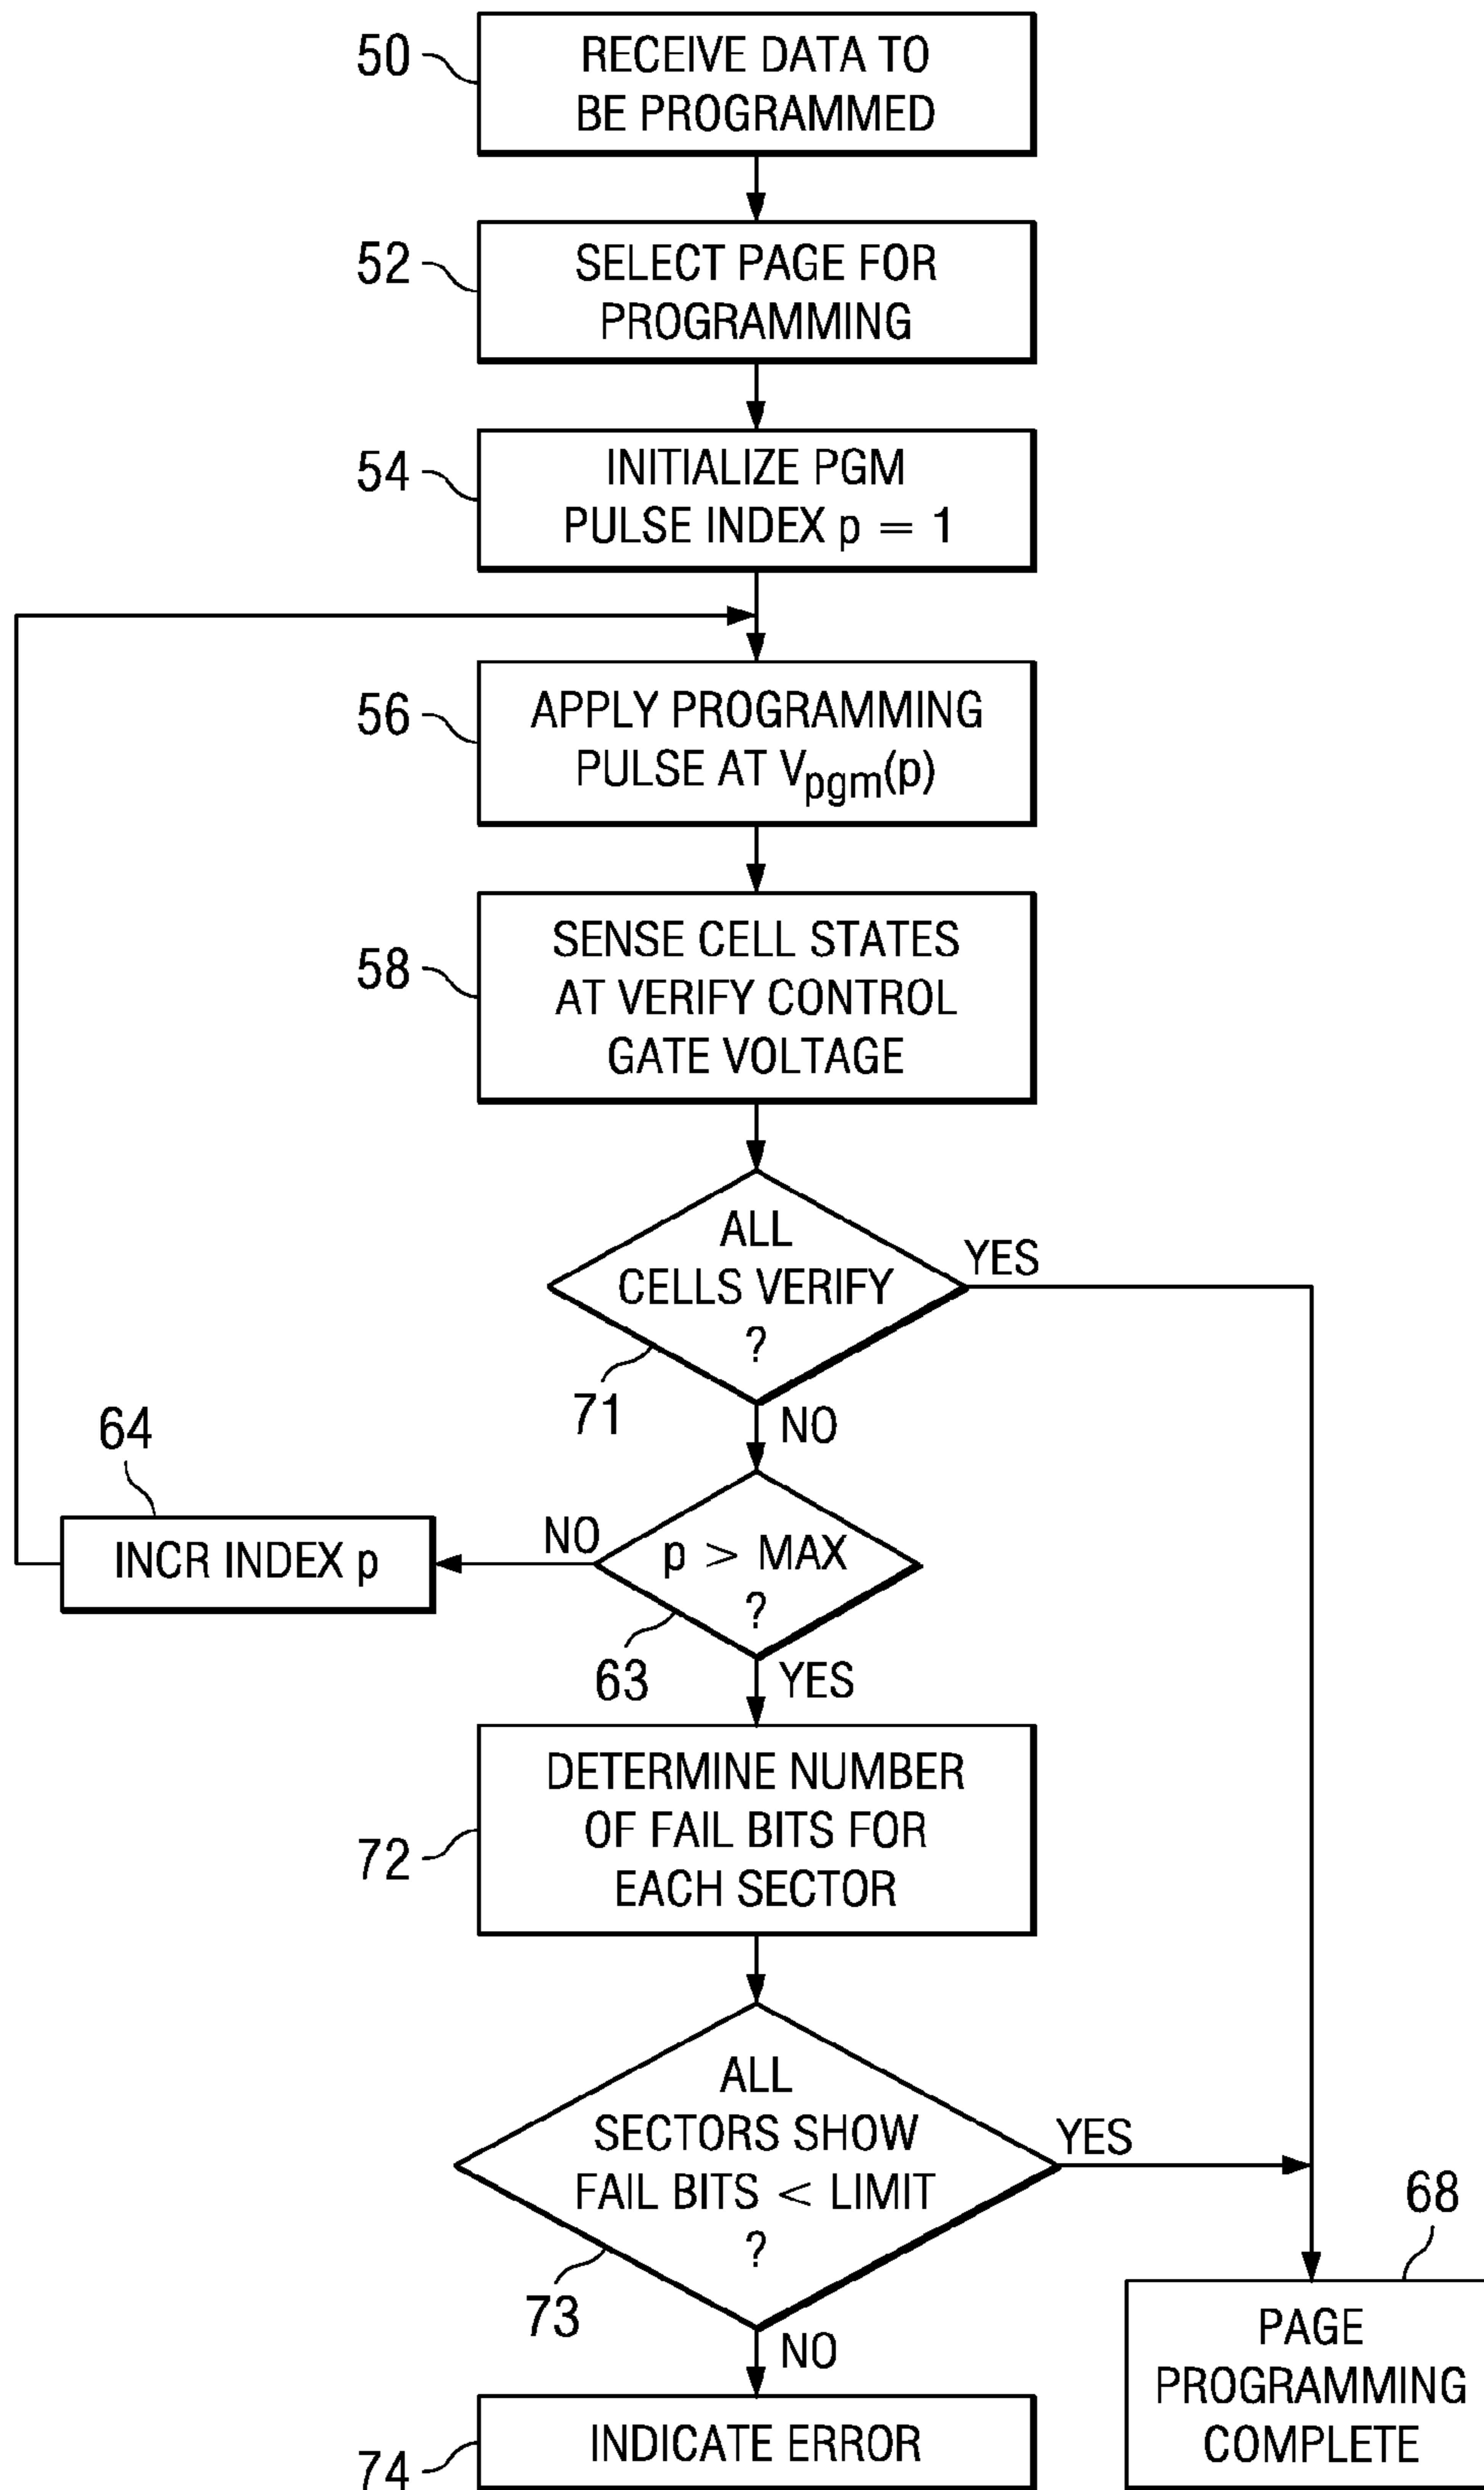 50
RECEIVE DATA TO
BE PROGRAMMED
52
SELECT PAGE FOR
PROGRAMMING
54
INITIALIZE PGM
PULSE INDEX p = 1
56
APPLY PROGRAMMING
PULSE AT Vpgm(p)
58
SENSE CELL STATES
AT VERIFY CONTROL
GATE VOLTAGE
ALL
CELLS VERIFY
?
YES
71
NO
64
INCR INDEX p
NO
p > MAX
?
63
YES
72
DETERMINE NUMBER
OF FAIL BITS FOR
EACH SECTOR
ALL
SECTORS SHOW
FAIL BITS < LIMIT
?
YES
73
NO
68
PAGE
PROGRAMMING
COMPLETE
74
INDICATE ERROR